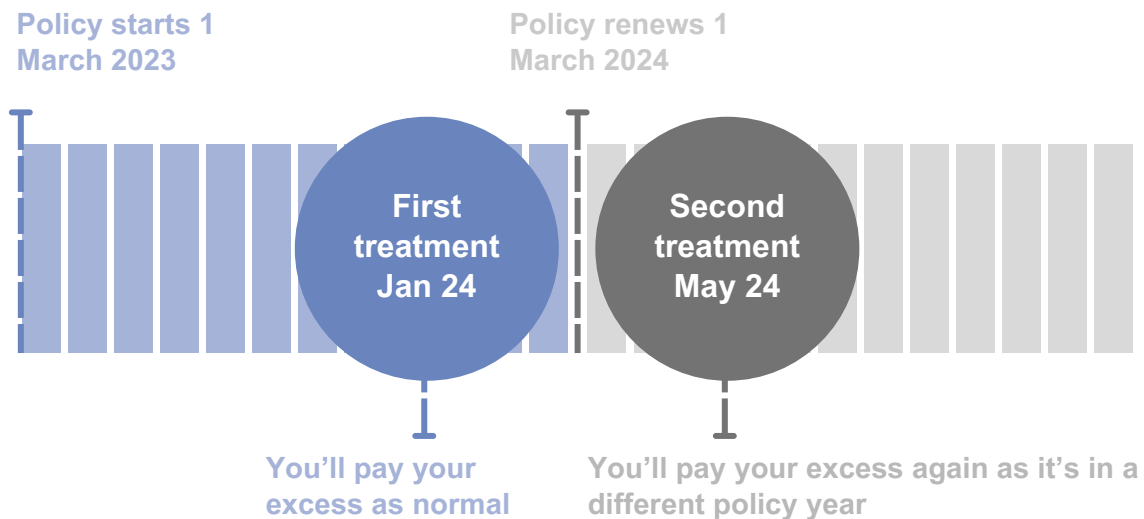 Policy starts 1
March 2023
Policy renews 1
March 2024
First
treatment
Jan 24
Second
treatment
May 24
You’ll pay your
excess as normal
You’ll pay your excess again as it’s in a
different policy year